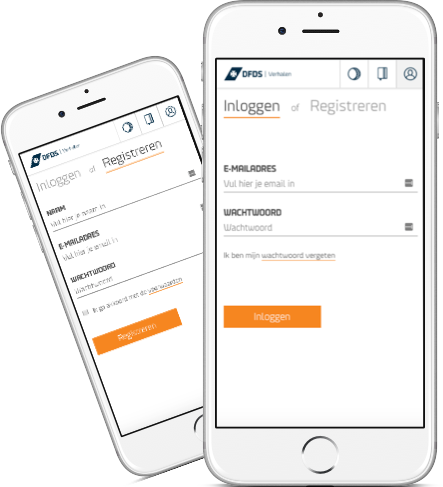 DFDS | Verhalen
Inloggen of Registreren
NAAM
Vul hier je naam in
E-MAILADRES
Vul hier je email in
WACHTWOORD
Wachtwoord
Ik ga akkoord met de voorwaarden
Registreren
DFDS | Verhalen
Inloggen of Registreren
E-MAILADRES
Vul hier je email in
WACHTWOORD
Wachtwoord
Ik ben mijn wachtwoord vergeten
Inloggen